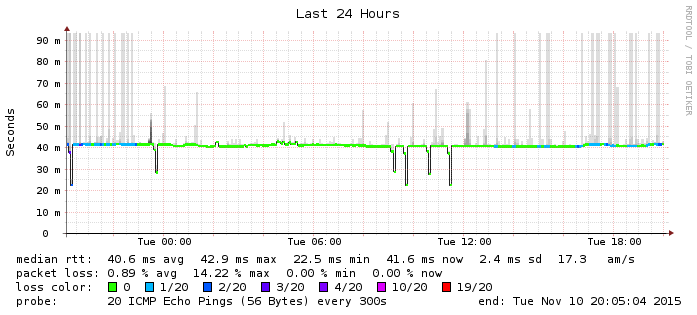 Last 24 Hours
RRDTOOL / TOBI OETIKER
Seconds
90 m
80 m
70 m
60 m
50 m
40 m
30 m
20 m
10 m
0
Tue 00:00 Tue 06:00 Tue 12:00 Tue 18:00
median rtt: 40.6 ms avg 42.9 ms max 22.5 ms min 41.6 ms now 2.4 ms sd 17.3 am/s
packet loss: 0.89 % avg 14.22 % max 0.00 % min 0.00 % now
loss color: 0 1/20 2/20 3/20 4/20 10/20 19/20
probe: 20 ICMP Echo Pings (56 Bytes) every 300s end: Tue Nov 10 20:05:04 2015